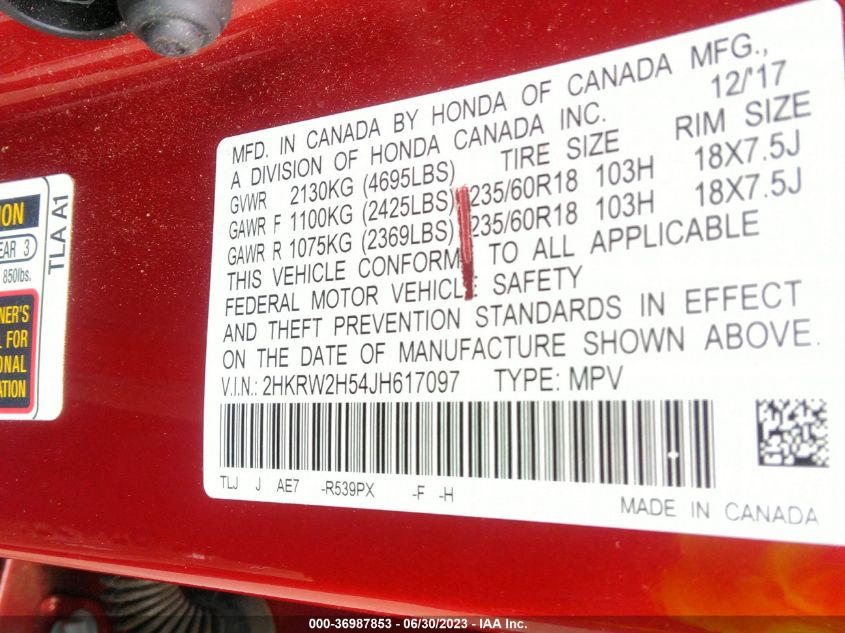 MFD. IN CANADA BY HONDA OF CANADA MFG.,
A DIVISION OF HONDA CANADA INC. 12/'17
GVWR 2130KG (4695LBS) TIRE SIZE RIM SIZE
GAWR F 1100KG (2425LBS) 235/60R18 103H 18X7.5J
GAWR R 1075KG (2369LBS) 235/60R18 103H 18X7.5J
THIS VEHICLE CONFORM TO ALL APPLICABLE
FEDERAL MOTOR VEHICLE SAFETY
AND THEFT PREVENTION STANDARDS IN EFFECT
ON THE DATE OF MANUFACTURE SHOWN ABOVE.
V.I.N.: 2HKRW2H54JH617097 TYPE: MPV
TLJ J AE7 -R539PX -F -H
MADE IN CANADA
TLA A1
3
850lbs.
FOR
000-36987853 - 06/30/2023 - IAA Inc.